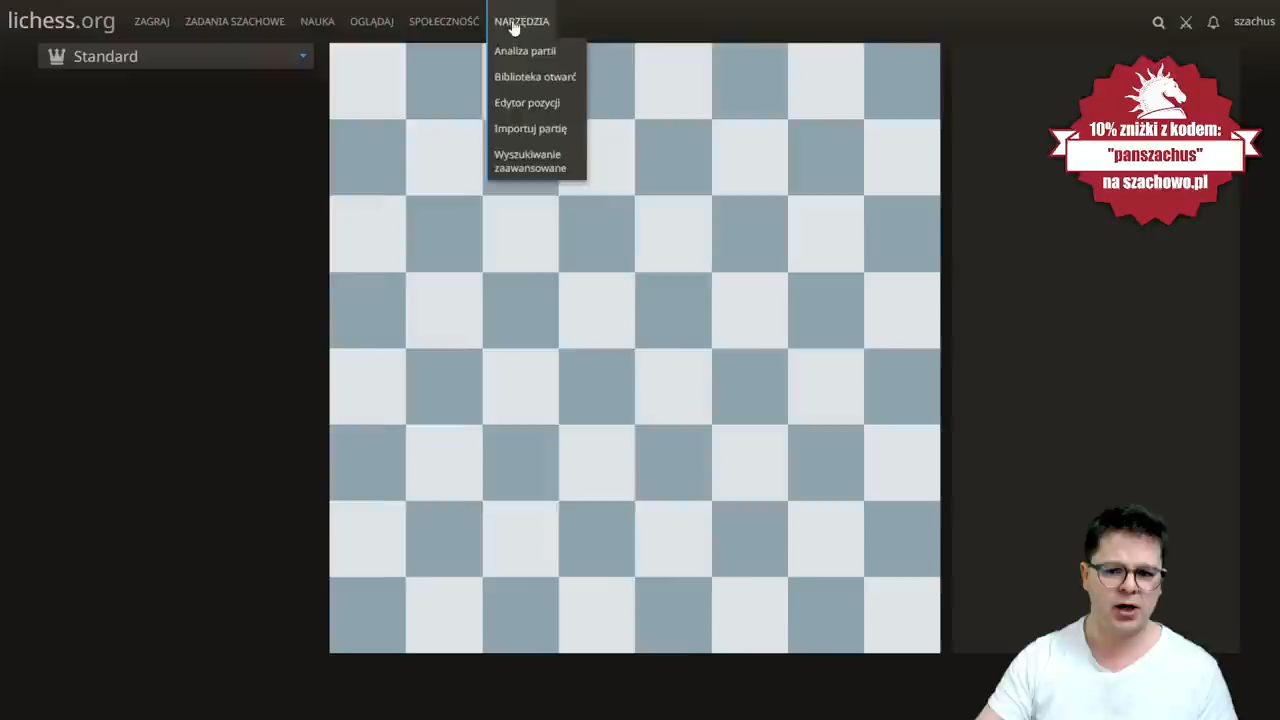 lichess.org
ZAGRAJ
ZADANIA SZACHOWE
NAUKA
OGLĄDAJ
SPOŁECZNOŚĆ
NARZĘDZIA
szachus
Standard
Analiza partii
Biblioteka otwarć
Edytor pozycji
Importuj partię
Wyszukiwanie
zaawansowane
10% zniżki z kodem:
"panszachus"
na szachowo.pl